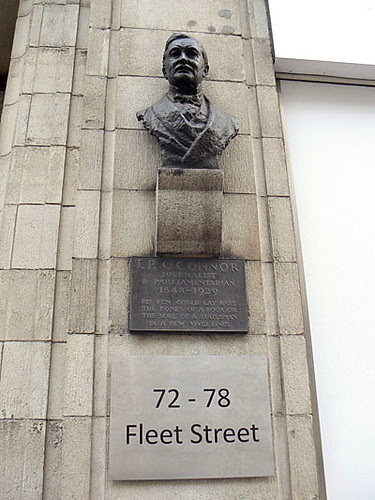 T. P. O'CONNOR
JOURNALIST
& PARLIAMENTARIAN
1848-1929
HIS PEN COULD LAY BARE
THE BONES OF A BOOK OR
THE SOUL OF A STATESMAN
IN A FEW VIVID LINES
72 - 78
Fleet Street